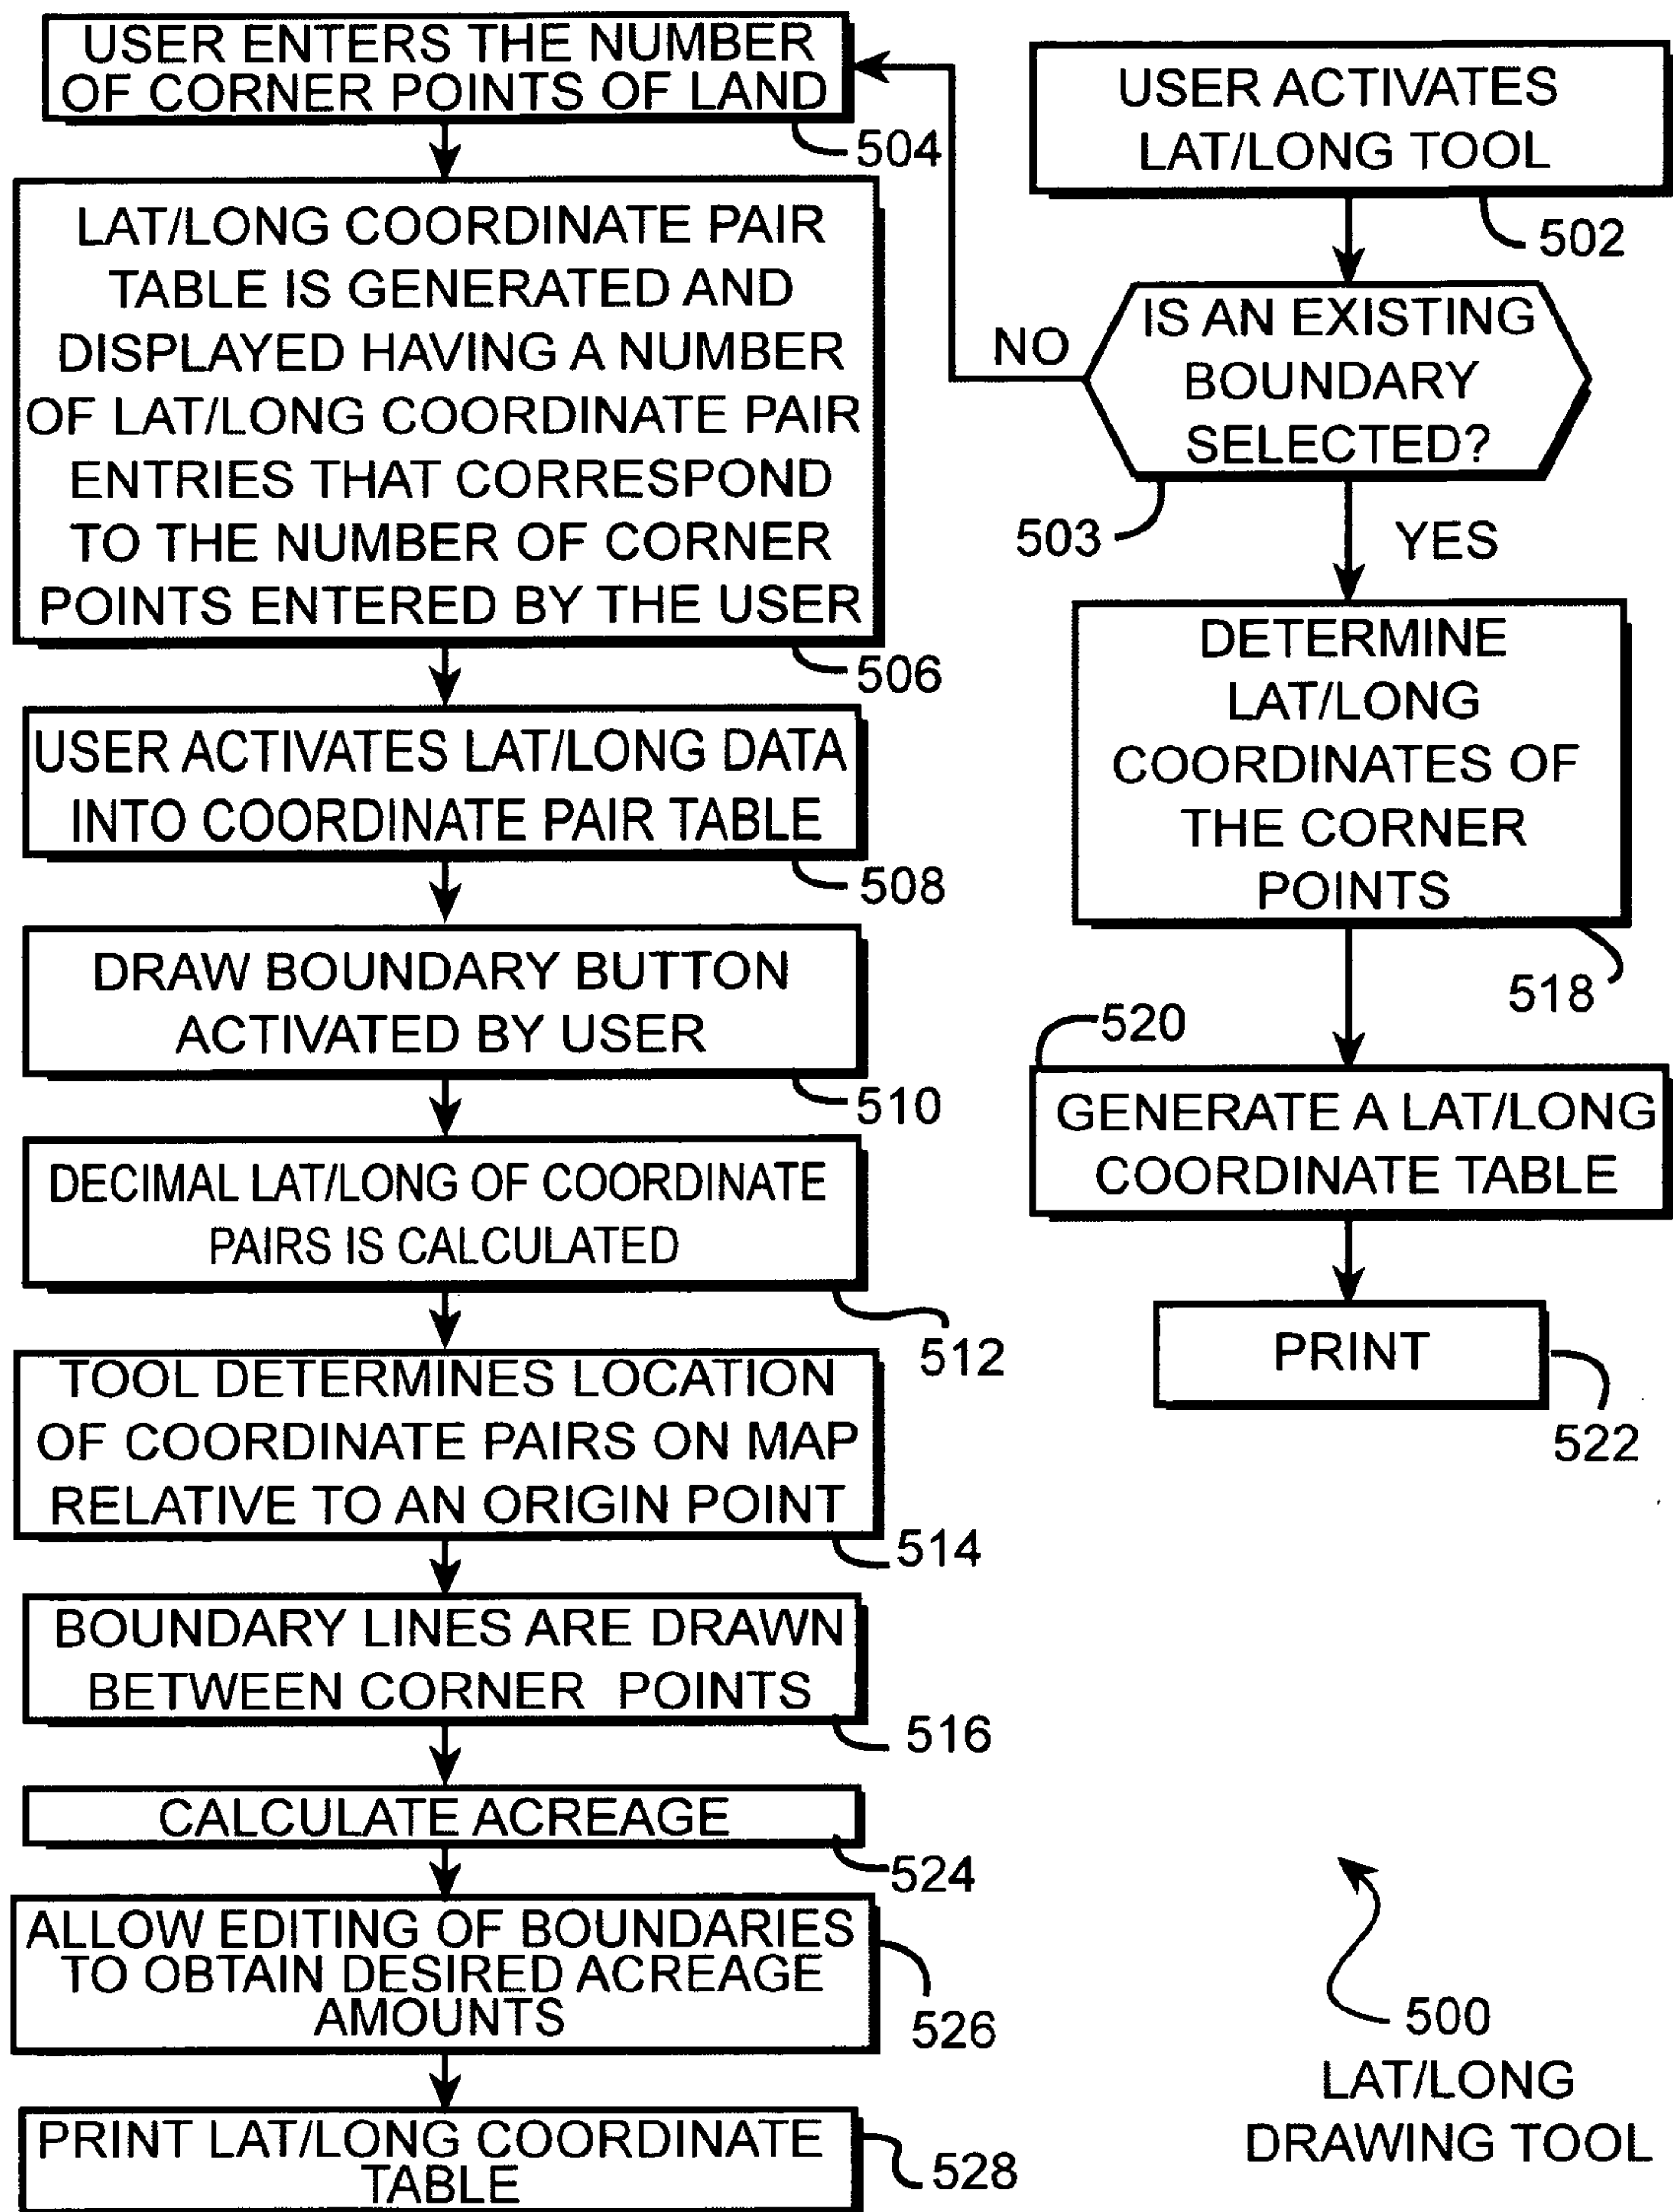 USER ENTERS THE NUMBER
OF CORNER POINTS OF LAND
504
LAT/LONG COORDINATE PAIR
TABLE IS GENERATED AND
DISPLAYED HAVING A NUMBER
OF LAT/LONG COORDINATE PAIR
ENTRIES THAT CORRESPOND
TO THE NUMBER OF CORNER
POINTS ENTERED BY THE USER
506
USER ACTIVATES LAT/LONG DATA
INTO COORDINATE PAIR TABLE
508
DRAW BOUNDARY BUTTON
ACTIVATED BY USER
510
DECIMAL LAT/LONG OF COORDINATE
PAIRS IS CALCULATED
512
TOOL DETERMINES LOCATION
OF COORDINATE PAIRS ON MAP
RELATIVE TO AN ORIGIN POINT
514
BOUNDARY LINES ARE DRAWN
BETWEEN CORNER POINTS
516
CALCULATE ACREAGE
524
ALLOW EDITING OF BOUNDARIES
TO OBTAIN DESIRED ACREAGE
AMOUNTS
526
PRINT LAT/LONG COORDINATE
TABLE
528
USER ACTIVATES
LAT/LONG TOOL
502
IS AN EXISTING
BOUNDARY
SELECTED?
NO
503
YES
DETERMINE
LAT/LONG
COORDINATES OF
THE CORNER
POINTS
518
520
GENERATE A LAT/LONG
COORDINATE TABLE
PRINT
522
500
LAT/LONG
DRAWING TOOL